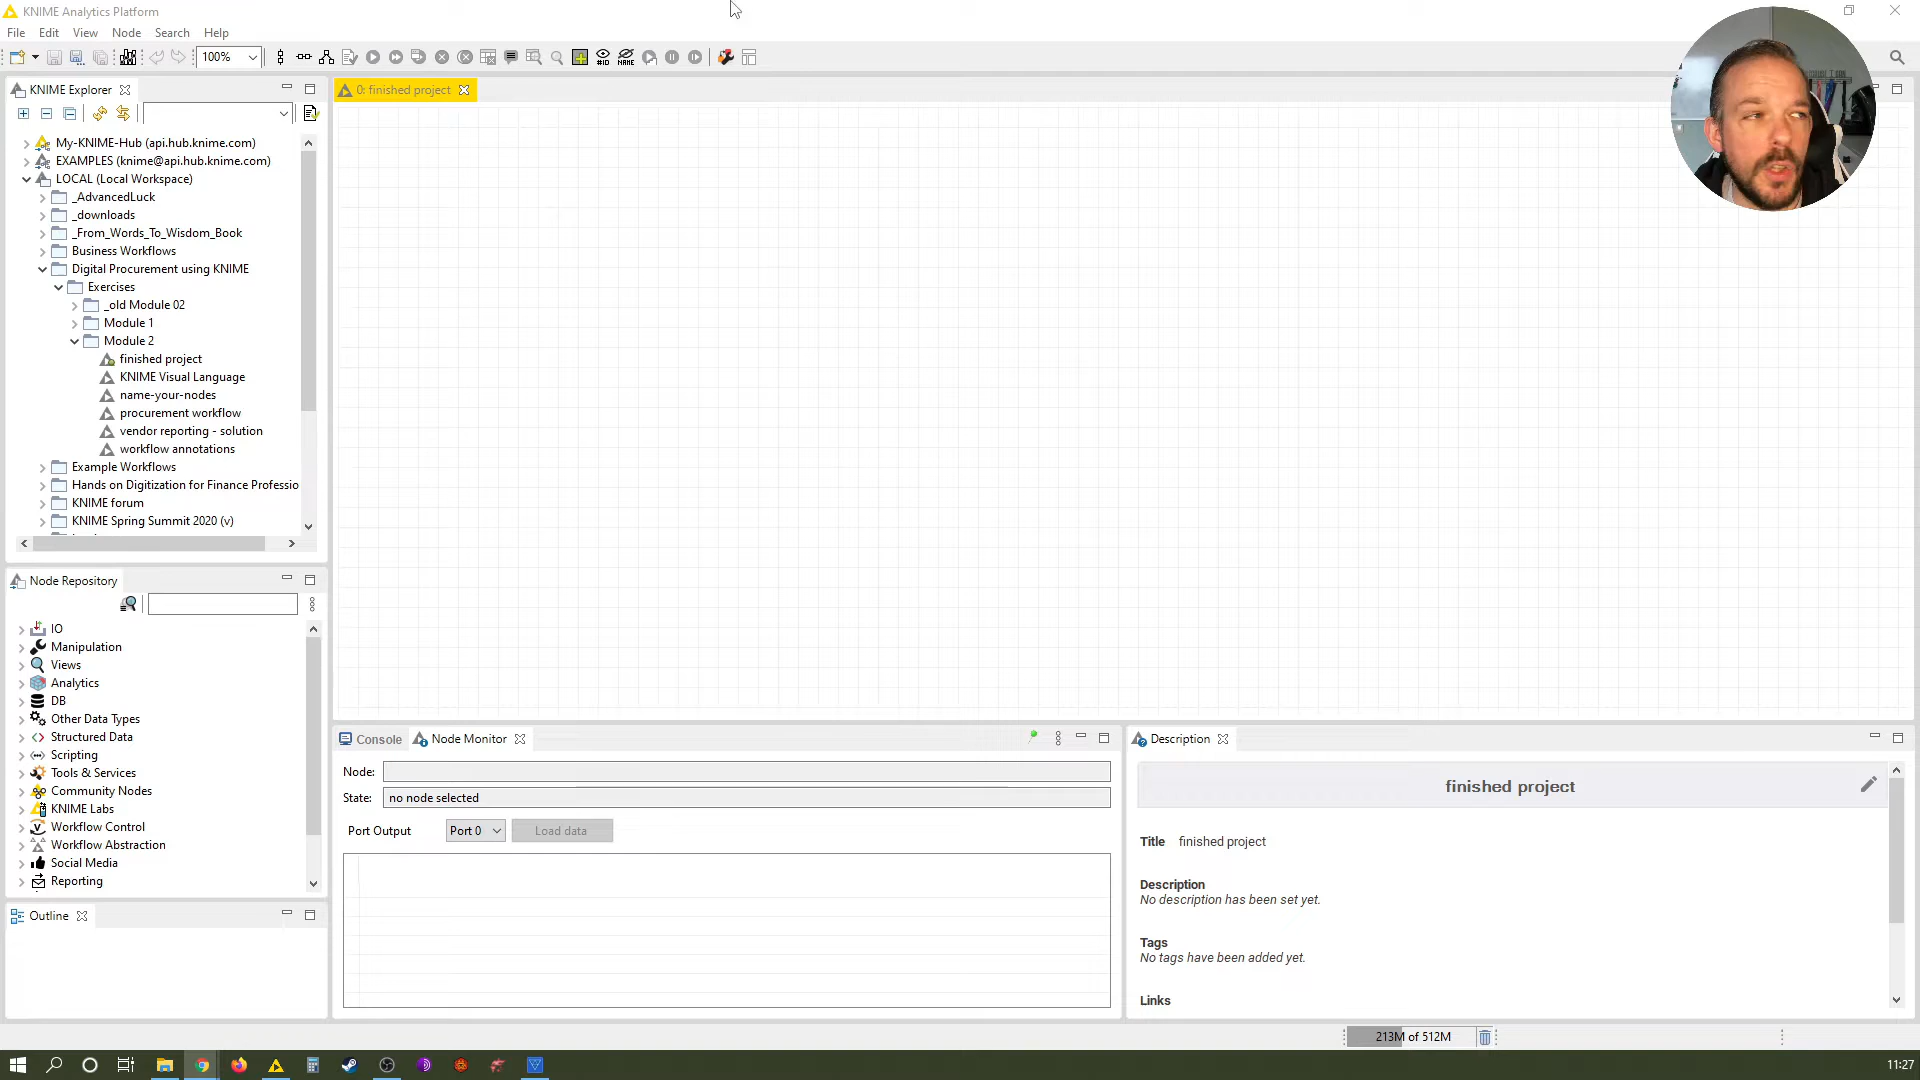 KNIME Analytics Platform
File Edit View Node Search Help
100%
#ID
NAME
KNIME Explorer
0: finished project
My-KNIME-Hub (api.hub.knime.com)
EXAMPLES (knime@api.hub.knime.com)
LOCAL (Local Workspace)
_AdvancedLuck
_downloads
_From_Words_To_Wisdom_Book
Business Workflows
Digital Procurement using KNIME
Exercises
_old Module 02
Module 1
Module 2
finished project
KNIME Visual Language
name-your-nodes
procurement workflow
vendor reporting - solution
workflow annotations
Example Workflows
Hands on Digitization for Finance Professio
KNIME forum
KNIME Spring Summit 2020 (v)
Node Repository
IO
Manipulation
Views
Analytics
DB
Other Data Types
Structured Data
Scripting
Tools & Services
Community Nodes
KNIME Labs
Workflow Control
Workflow Abstraction
Social Media
Reporting
Outline
Console Node Monitor
Node:
State: no node selected
Port Output Port 0 Load data
Description
finished project
Title finished project
Description
No description has been set yet.
Tags
No tags have been added yet.
Links
213M of 512M
11:27